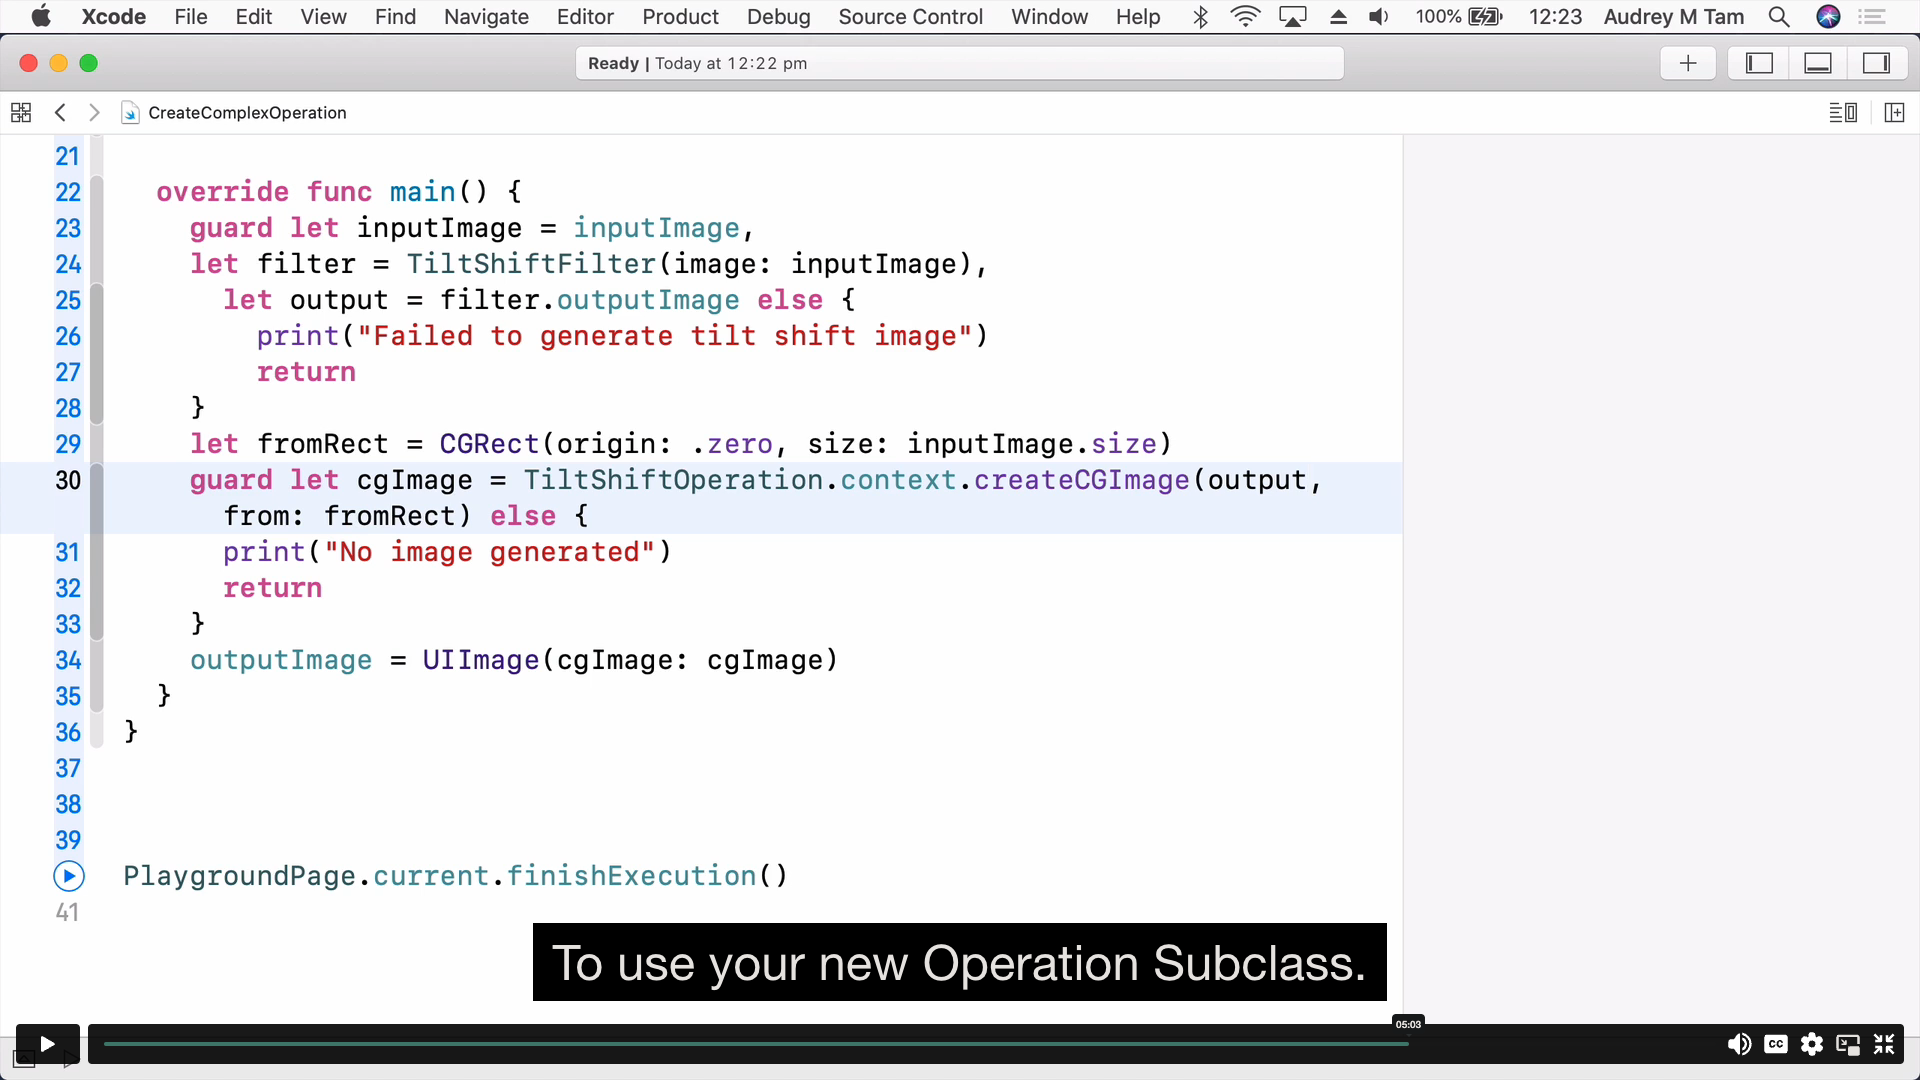 Xcode File Edit View Find Navigate Editor Product Debug Source Control Window Help 100% 12:23 Audrey M Tam
Ready | Today at 12:22 pm
CreateComplexOperation
21
22 override func main() {
23 guard let inputImage = inputImage,
24 let filter = TiltShiftFilter(image: inputImage),
25 let output = filter.outputImage else {
26 print("Failed to generate tilt shift image")
27 return
28 }
29 let fromRect = CGRect(origin: .zero, size: inputImage.size)
30 guard let cgImage = TiltShiftOperation.context.createCGImage(output,
from: fromRect) else {
31 print("No image generated")
32 return
33 }
34 outputImage = UIImage(cgImage: cgImage)
35 }
36 }
37
38
39
PlaygroundPage.current.finishExecution()
41
To use your new Operation Subclass.
05:03
CC